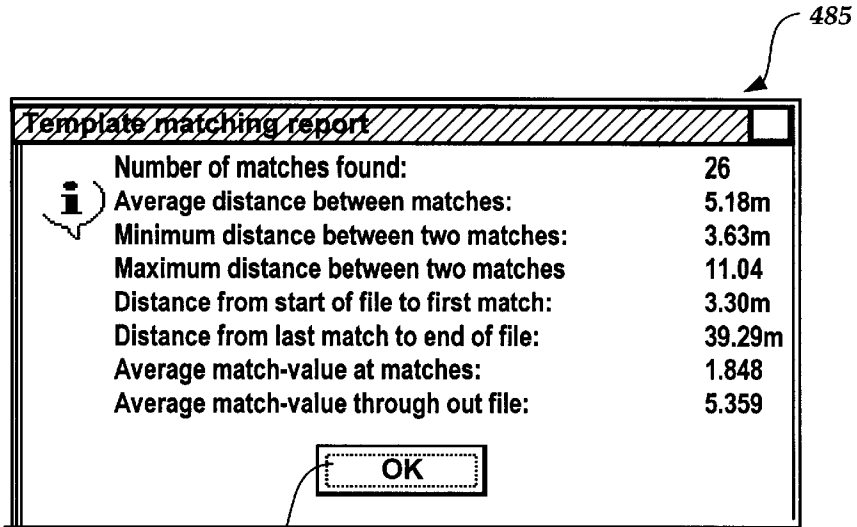 485
Template matching report
Number of matches found: 26
i Average distance between matches: 5.18m
Minimum distance between two matches: 3.63m
Maximum distance between two matches 11.04
Distance from start of file to first match: 3.30m
Distance from last match to end of file: 39.29m
Average match-value at matches: 1.848
Average match-value through out file: 5.359
OK